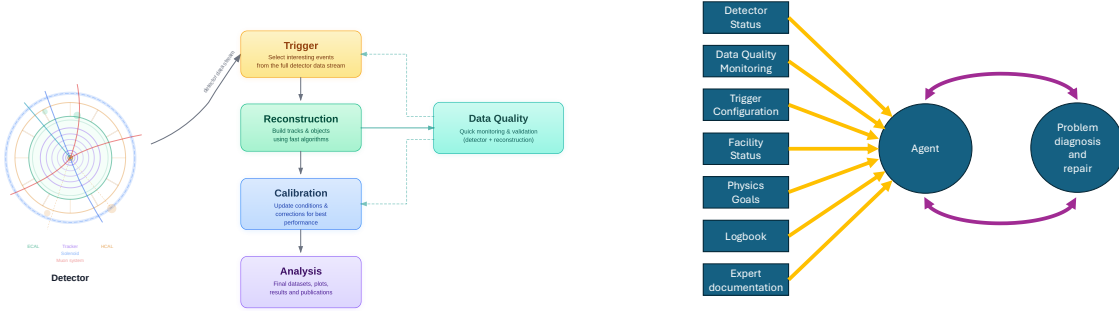 detector data stream
Trigger
Select interesting events
from the full detector data stream
Reconstruction
Build tracks & objects
using fast algorithms
Data Quality
Quick monitoring & validation
(detector + reconstruction)
Calibration
Update conditions &
corrections for best
performance
Analysis
Final datasets, plots,
results and publications
ECAL
Tracker
HCAL
Solenoid
Muon system
Detector
Detector
Status
Data Quality
Monitoring
Trigger
Configuration
Facility
Status
Physics
Goals
Logbook
Expert
documentation
Agent
Problem
diagnosis
and
repair